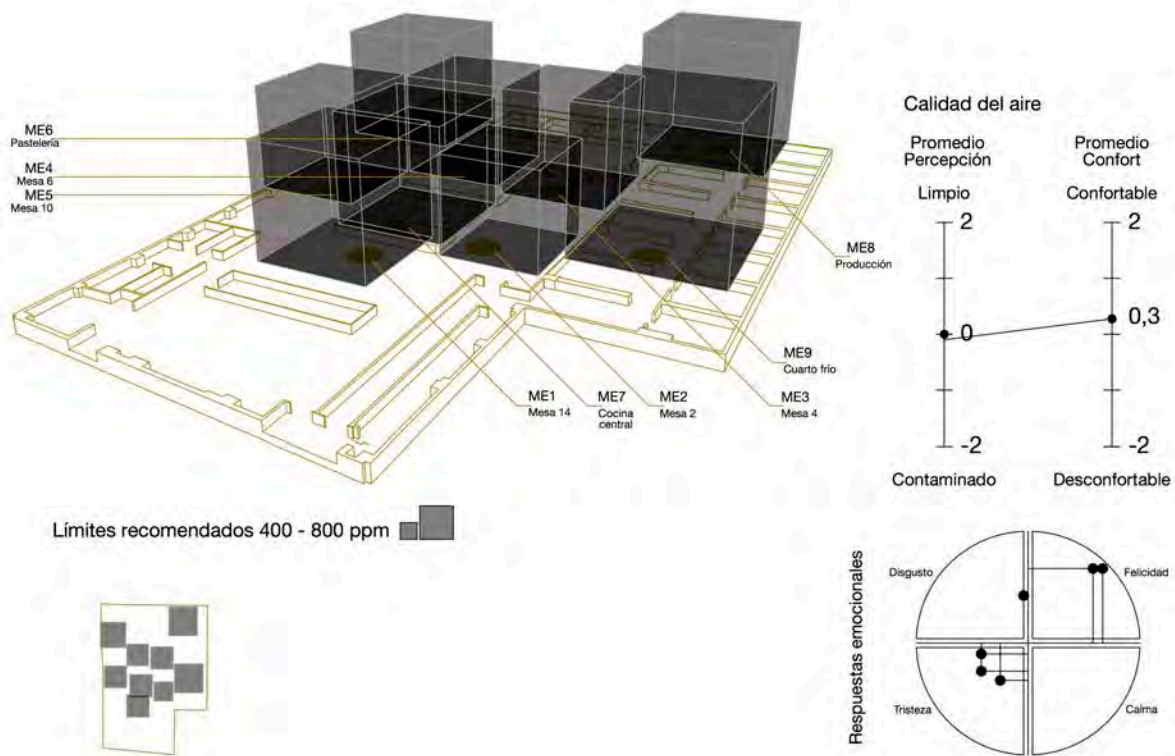 ME6
Pastelería
ME4
Mesa 6
ME5
Mesa 10
ME8
Producción
ME9
Cuarto frío
ME1
Mesa 14
ME7
Cocina
central
ME2
Mesa 2
ME3
Mesa 4
Calidad del aire
Promedio
Percepción
Promedio
Confort
Limpio
Confortable
2
2
0
0,3
-2
-2
Contaminado
Desconfortable
Límites recomendados 400 - 800 ppm
Respuestas emocionales
Disgusto
Felicidad
Tristeza
Calma